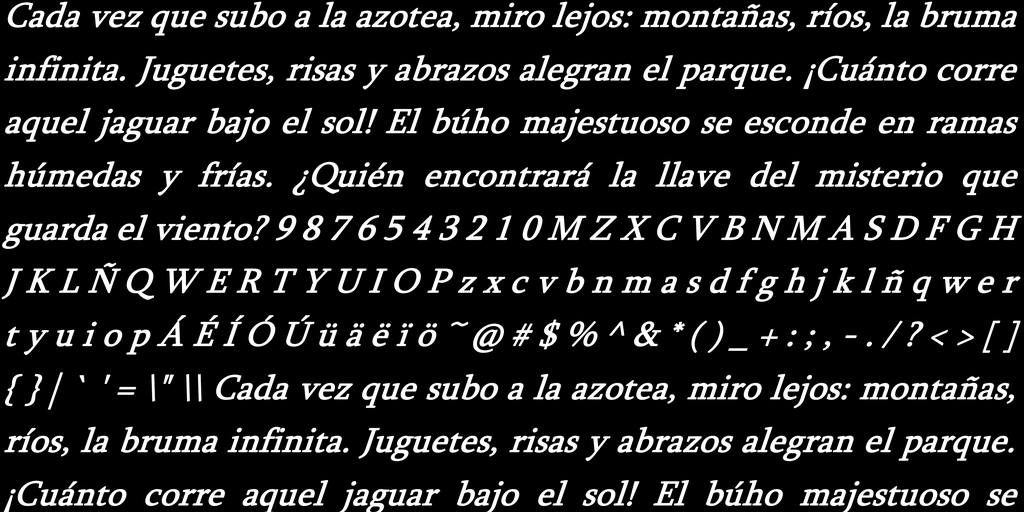 Cada vez que subo a la azotea, miro lejos: montañas, ríos, la bruma
infinita. Juguetes, risas y abrazos alegran el parque. ¡Cuánto corre
aquel jaguar bajo el sol! El búho majestuoso se esconde en ramas
húmedas y frías. ¿Quién encontrará la llave del misterio que
guarda el viento? 9 8 7 6 5 4 3 2 1 0 M Z X C V B N M A S D F G H
J K L Ñ Q W E R T Y U I O P z x c v b n m a s d f g h j k l ñ q w e r
t y u i o p Á É Í Ó Ú ü ä ë ï ö ~ @ # $ % ^ & * ( ) _ + : ; , - . / ? < > [ ]
{ } | ` ' = \" \\ Cada vez que subo a la azotea, miro lejos: montañas,
ríos, la bruma infinita. Juguetes, risas y abrazos alegran el parque.
¡Cuánto corre aquel jaguar bajo el sol! El búho majestuoso se